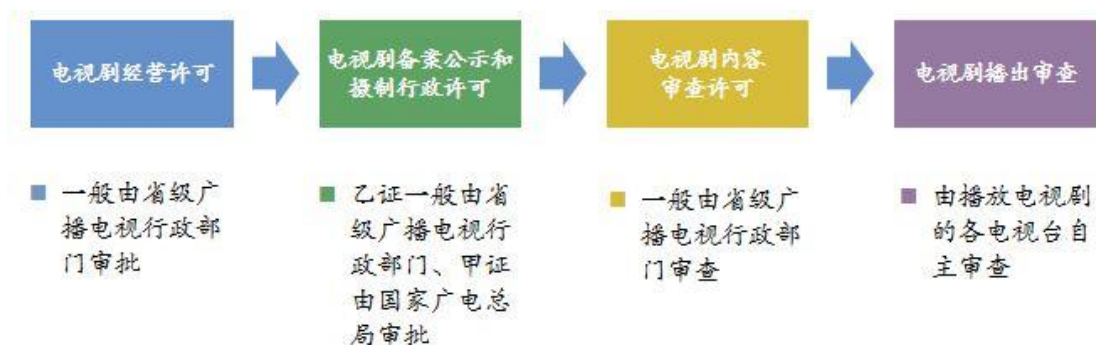 电视剧经营许可
电视剧备案公示和
摄制行政许可
电视剧内容
审查许可
电视剧播出审查
一般由省级广
播电视行政部
门审批
乙证一般由省
级广播电视行
政部门、甲证
由国家广电总
局审批
一般由省级广
播电视行政部
门审查
由播放电视剧
的各电视台自
主审查